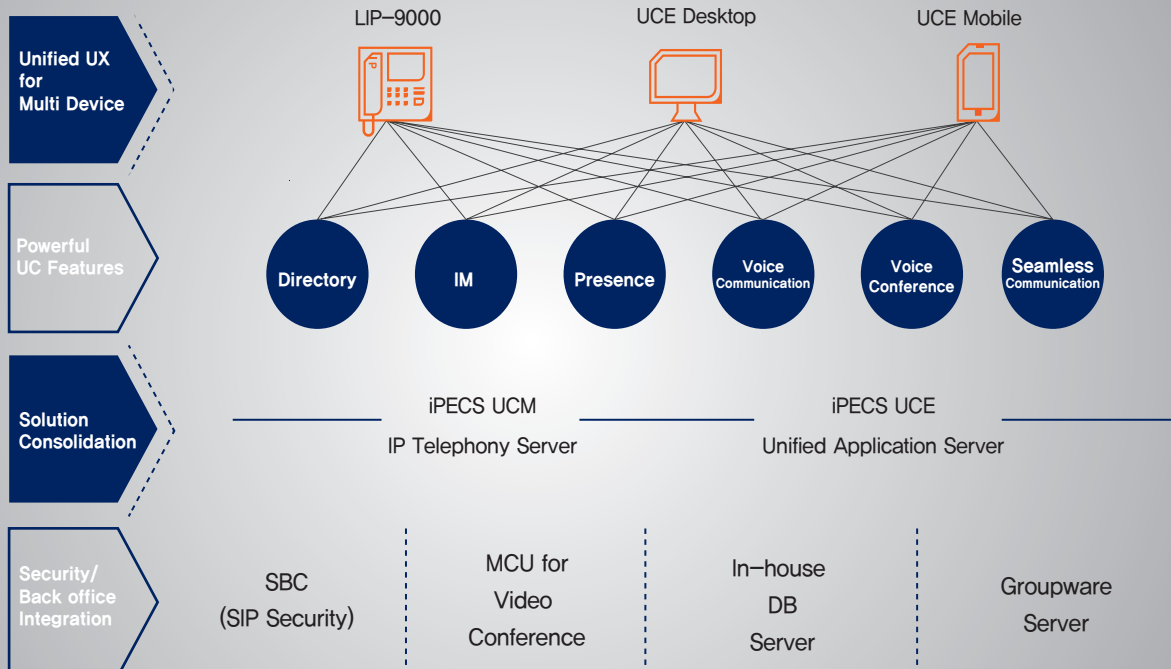 LIP-9000
UCE Desktop
UCE Mobile
Unified UX
for
Multi Device
Powerful
UC Features
Directory
IM
Presence
Voice
Communication
Voice
Conference
Seamless
Communication
Solution
Consolidation
iPECS UCM
IP Telephony Server
iPECS UCE
Unified Application Server
Security/
Back office
Integration
SBC
(SIP Security)
MCU for
Video
Conference
In-house
DB
Server
Groupware
Server